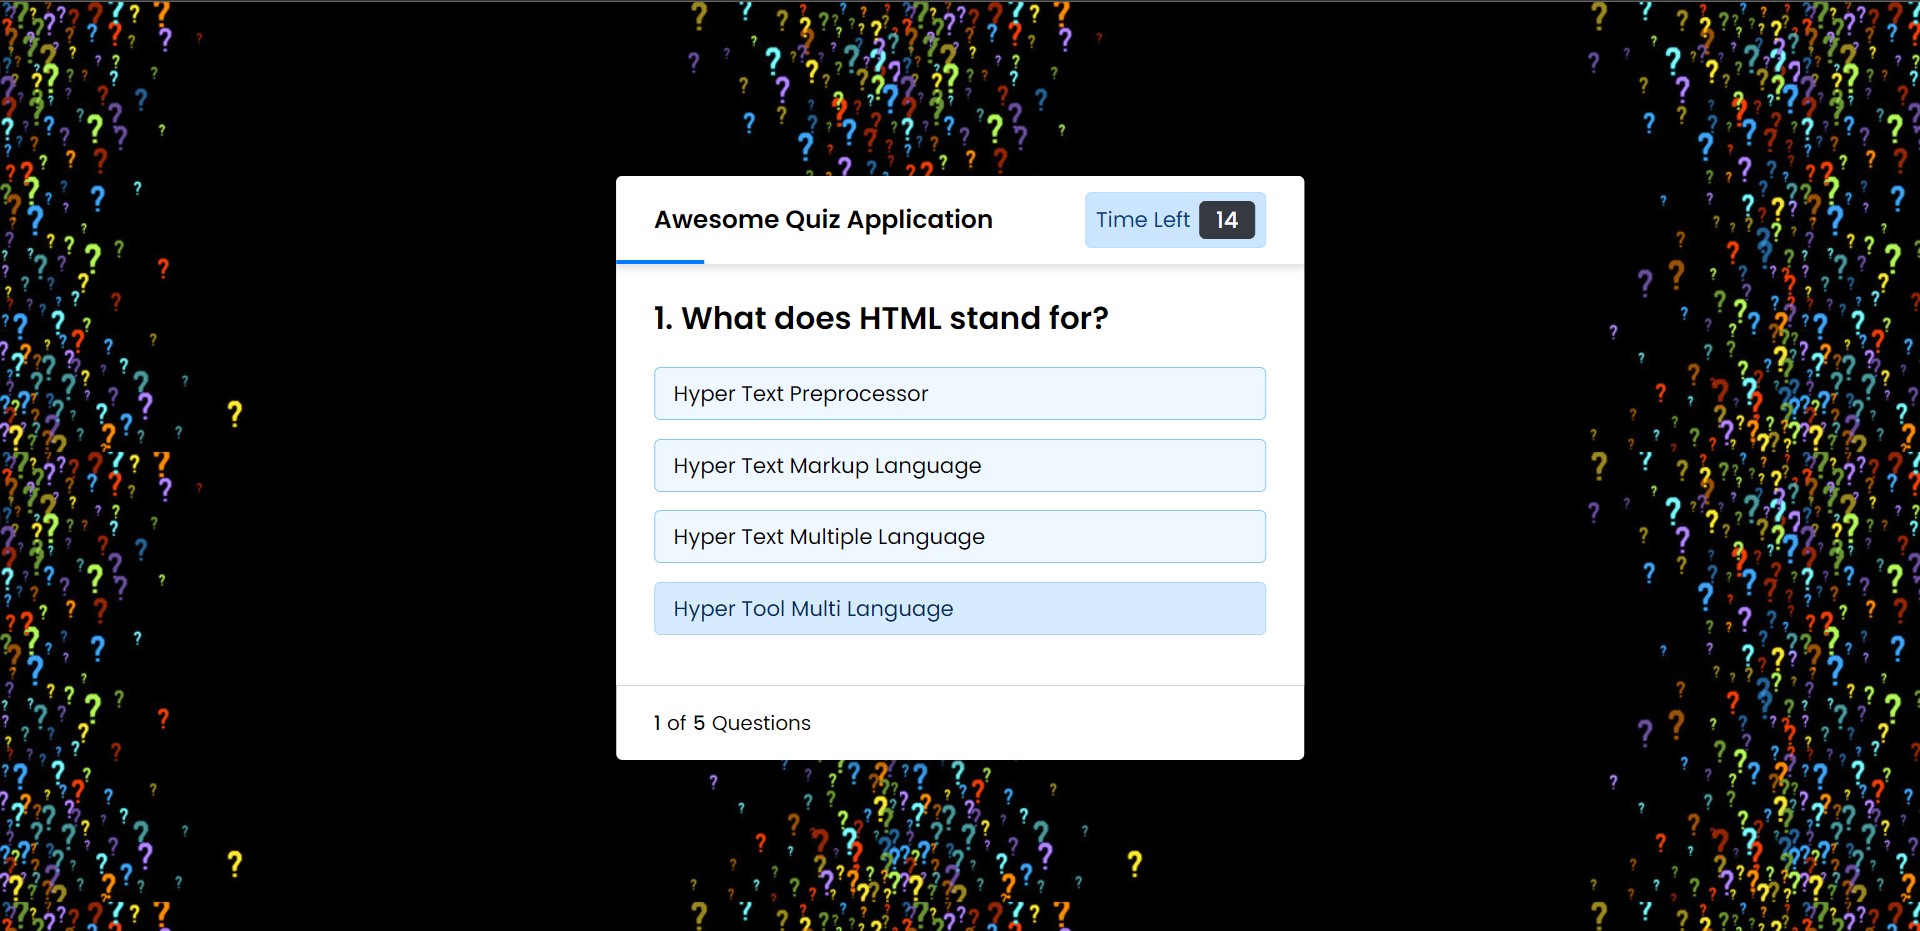 Awesome Quiz Application
Time Left 14
1. What does HTML stand for?
Hyper Text Preprocessor
Hyper Text Markup Language
Hyper Text Multiple Language
Hyper Tool Multi Language
1 of 5 Questions